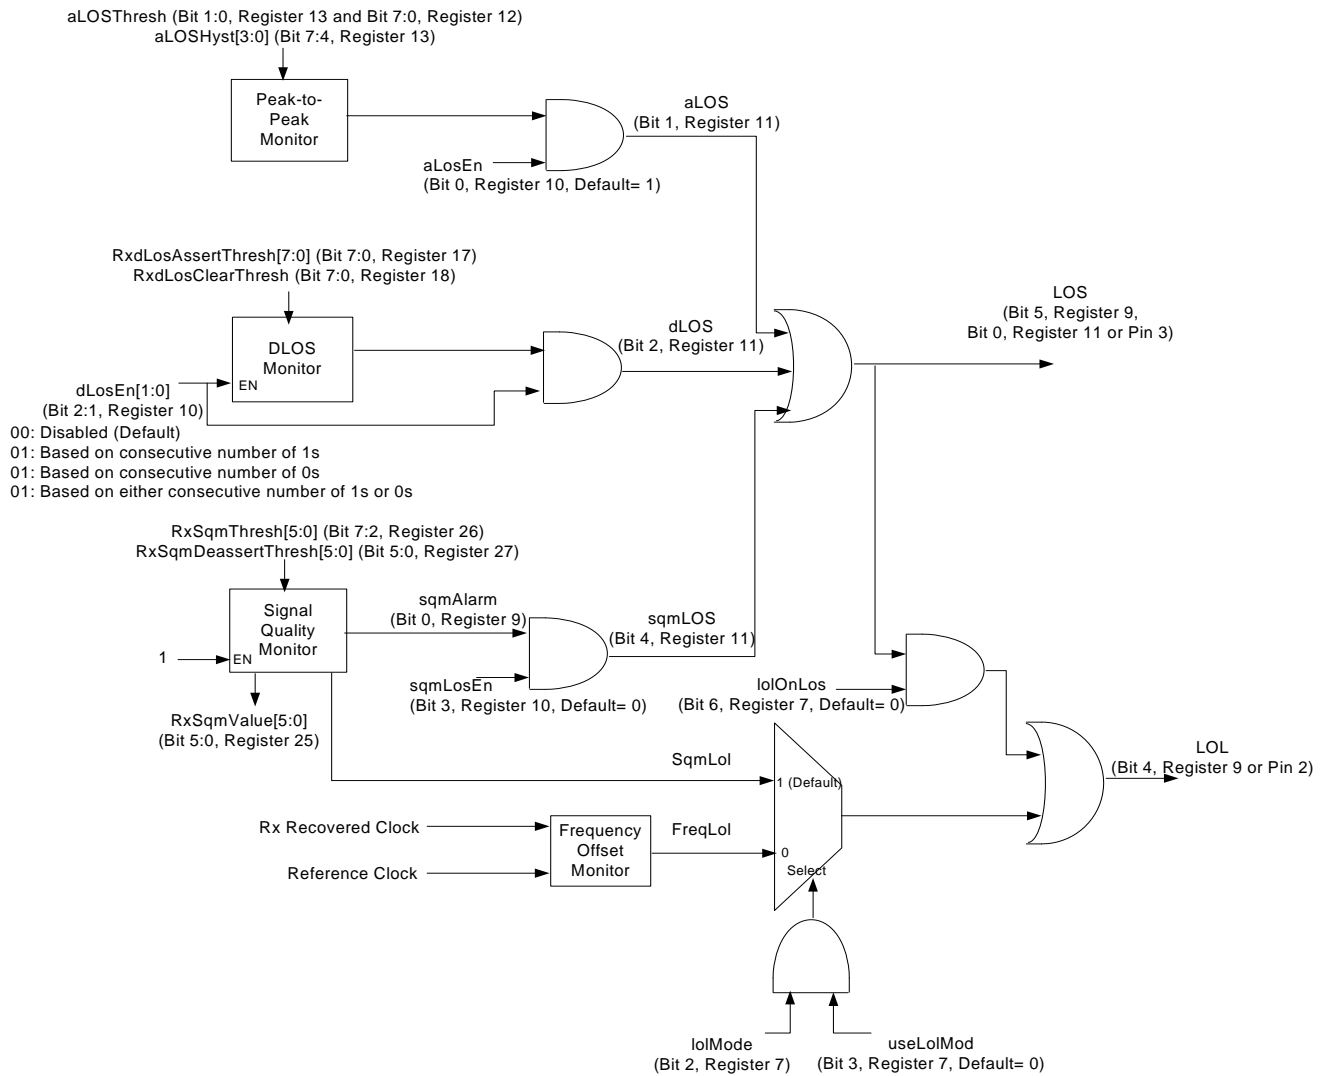 aLOSThresh (Bit 1:0, Register 13 and Bit 7:0, Register 12)
aLOSHyst[3:0] (Bit 7:4, Register 13)
Peak-to-
Peak
Monitor
aLOS
(Bit 1, Register 11)
aLosEn
(Bit 0, Register 10, Default= 1)
RxdLosAssertThresh[7:0] (Bit 7:0, Register 17)
RxdLosClearThresh (Bit 7:0, Register 18)
DLOS
Monitor
EN
dLOS
(Bit 2, Register 11)
LOS
(Bit 5, Register 9,
Bit 0, Register 11 or Pin 3)
dLosEn[1:0]
(Bit 2:1, Register 10)
00: Disabled (Default)
01: Based on consecutive number of 1s
01: Based on consecutive number of 0s
01: Based on either consecutive number of 1s or 0s
RxSqmThresh[5:0] (Bit 7:2, Register 26)
RxSqmDeassertThresh[5:0] (Bit 5:0, Register 27)
Signal
Quality
Monitor
1
EN
sqmAlarm
(Bit 0, Register 9)
sqmLOS
(Bit 4, Register 11)
sqmLosEn
(Bit 3, Register 10, Default= 0)
RxSqmValue[5:0]
(Bit 5:0, Register 25)
lolOnLos
(Bit 6, Register 7, Default= 0)
SqmLol
1 (Default)
LOL
(Bit 4, Register 9 or Pin 2)
Rx Recovered Clock
Reference Clock
Frequency
Offset
Monitor
FreqLol
0
Select
lolMode
(Bit 2, Register 7)
useLolMod
(Bit 3, Register 7, Default= 0)